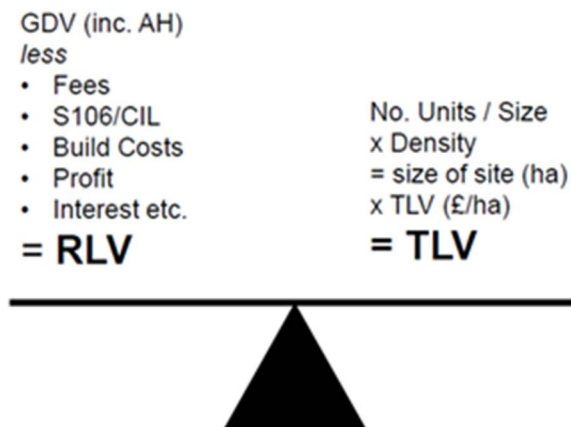 GDV (inc. AH)
less
• Fees
• S106/CIL
• Build Costs
• Profit
• Interest etc.
= RLV
No. Units / Size
x Density
= size of site (ha)
x TLV (£/ha)
= TLV